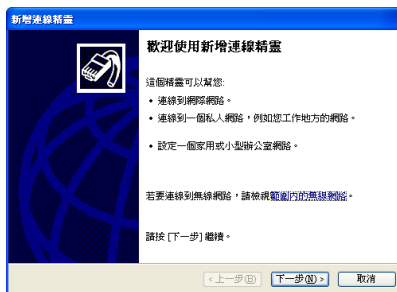 新增連線精靈
歡迎使用新增連線精靈
這個精靈可以幫您:
• 連線到網際網路。
• 連線到一個私人網路，例如您工作地方的網路。
• 設定一個家用或小型辦公室網路。
若要連線到無線網路，請檢視範圍內的無線網路。
請按 [下一步] 繼續。
<上一步(B) 下一步(N)> 取消